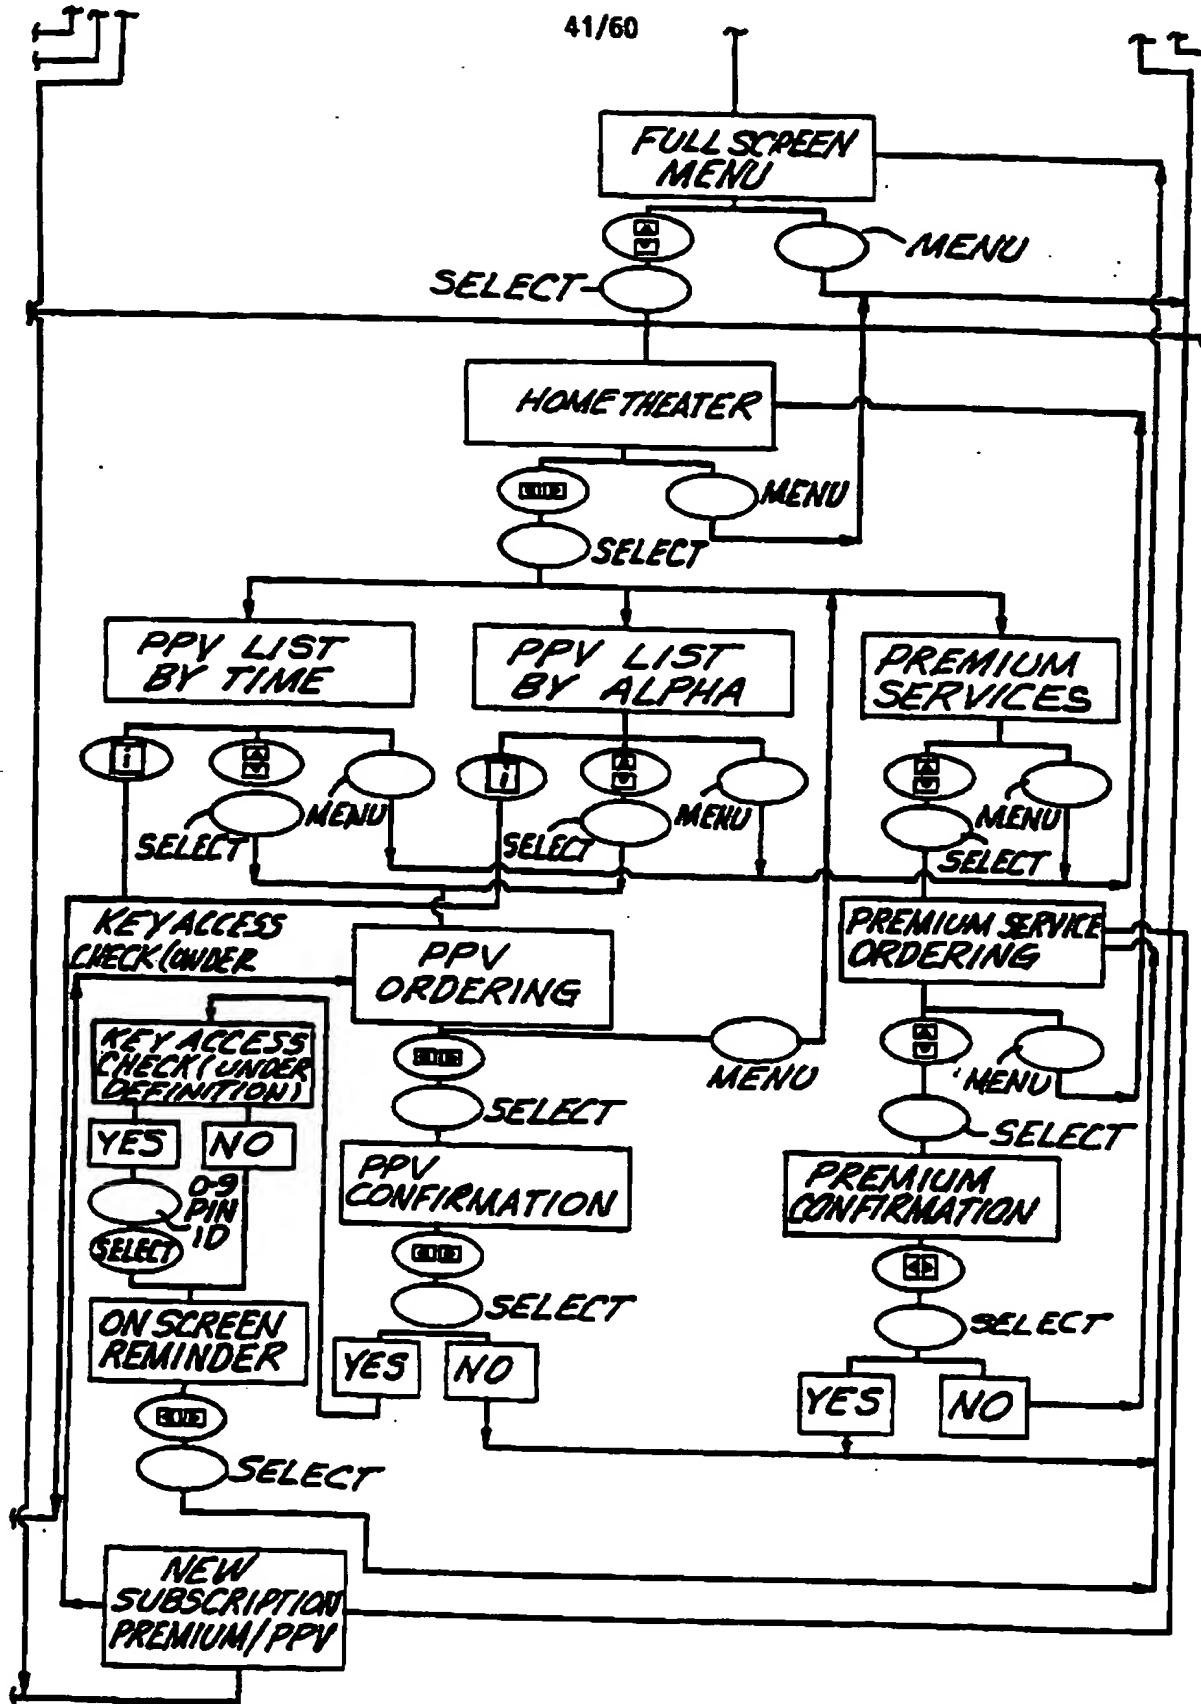 41/60
FULL SCREEN
MENU
MENU
SELECT
HOME THEATER
MENU
SELECT
PPV LIST
BY TIME
PPV LIST
BY ALPHA
PREMIUM
SERVICES
i
i
SELECT
MENU
SELECT
MENU
MENU
SELECT
KEY ACCESS
CHECK (ONDER
PPV
ORDERING
PREMIUM SERVICE
ORDERING
KEY ACCESS
CHECK (UNDER
DEFINITION)
MENU
MENU
SELECT
SELECT
YES
NO
PPV
CONFIRMATION
PREMIUM
CONFIRMATION
0-9
PIN
ID
SELECT
SELECT
SELECT
ON SCREEN
REMINDER
YES
NO
YES
NO
SELECT
NEW
SUBSCRIPTION
PREMIUM/PPV